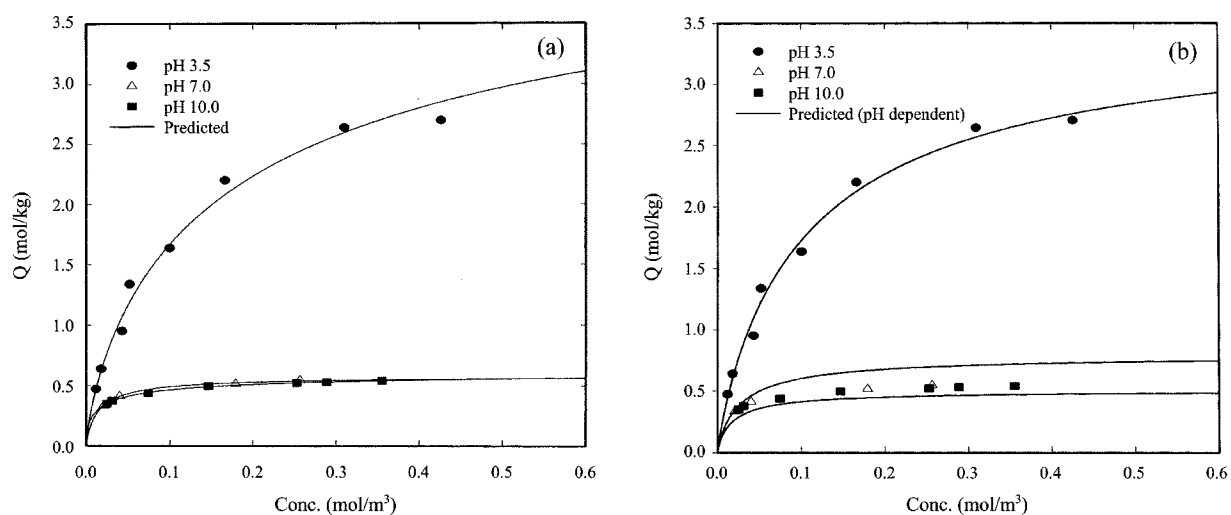 (a)
pH 3.5
pH 7.0
pH 10.0
Predicted
Q (mol/kg)
3.5
3.0
2.5
2.0
1.5
1.0
0.5
0.0
0.0 0.1 0.2 0.3 0.4 0.5 0.6
Conc. (mol/m³)
(b)
pH 3.5
pH 7.0
pH 10.0
Predicted (pH dependent)
Q (mol/kg)
3.5
3.0
2.5
2.0
1.5
1.0
0.5
0.0
0.0 0.1 0.2 0.3 0.4 0.5 0.6
Conc. (mol/m³)